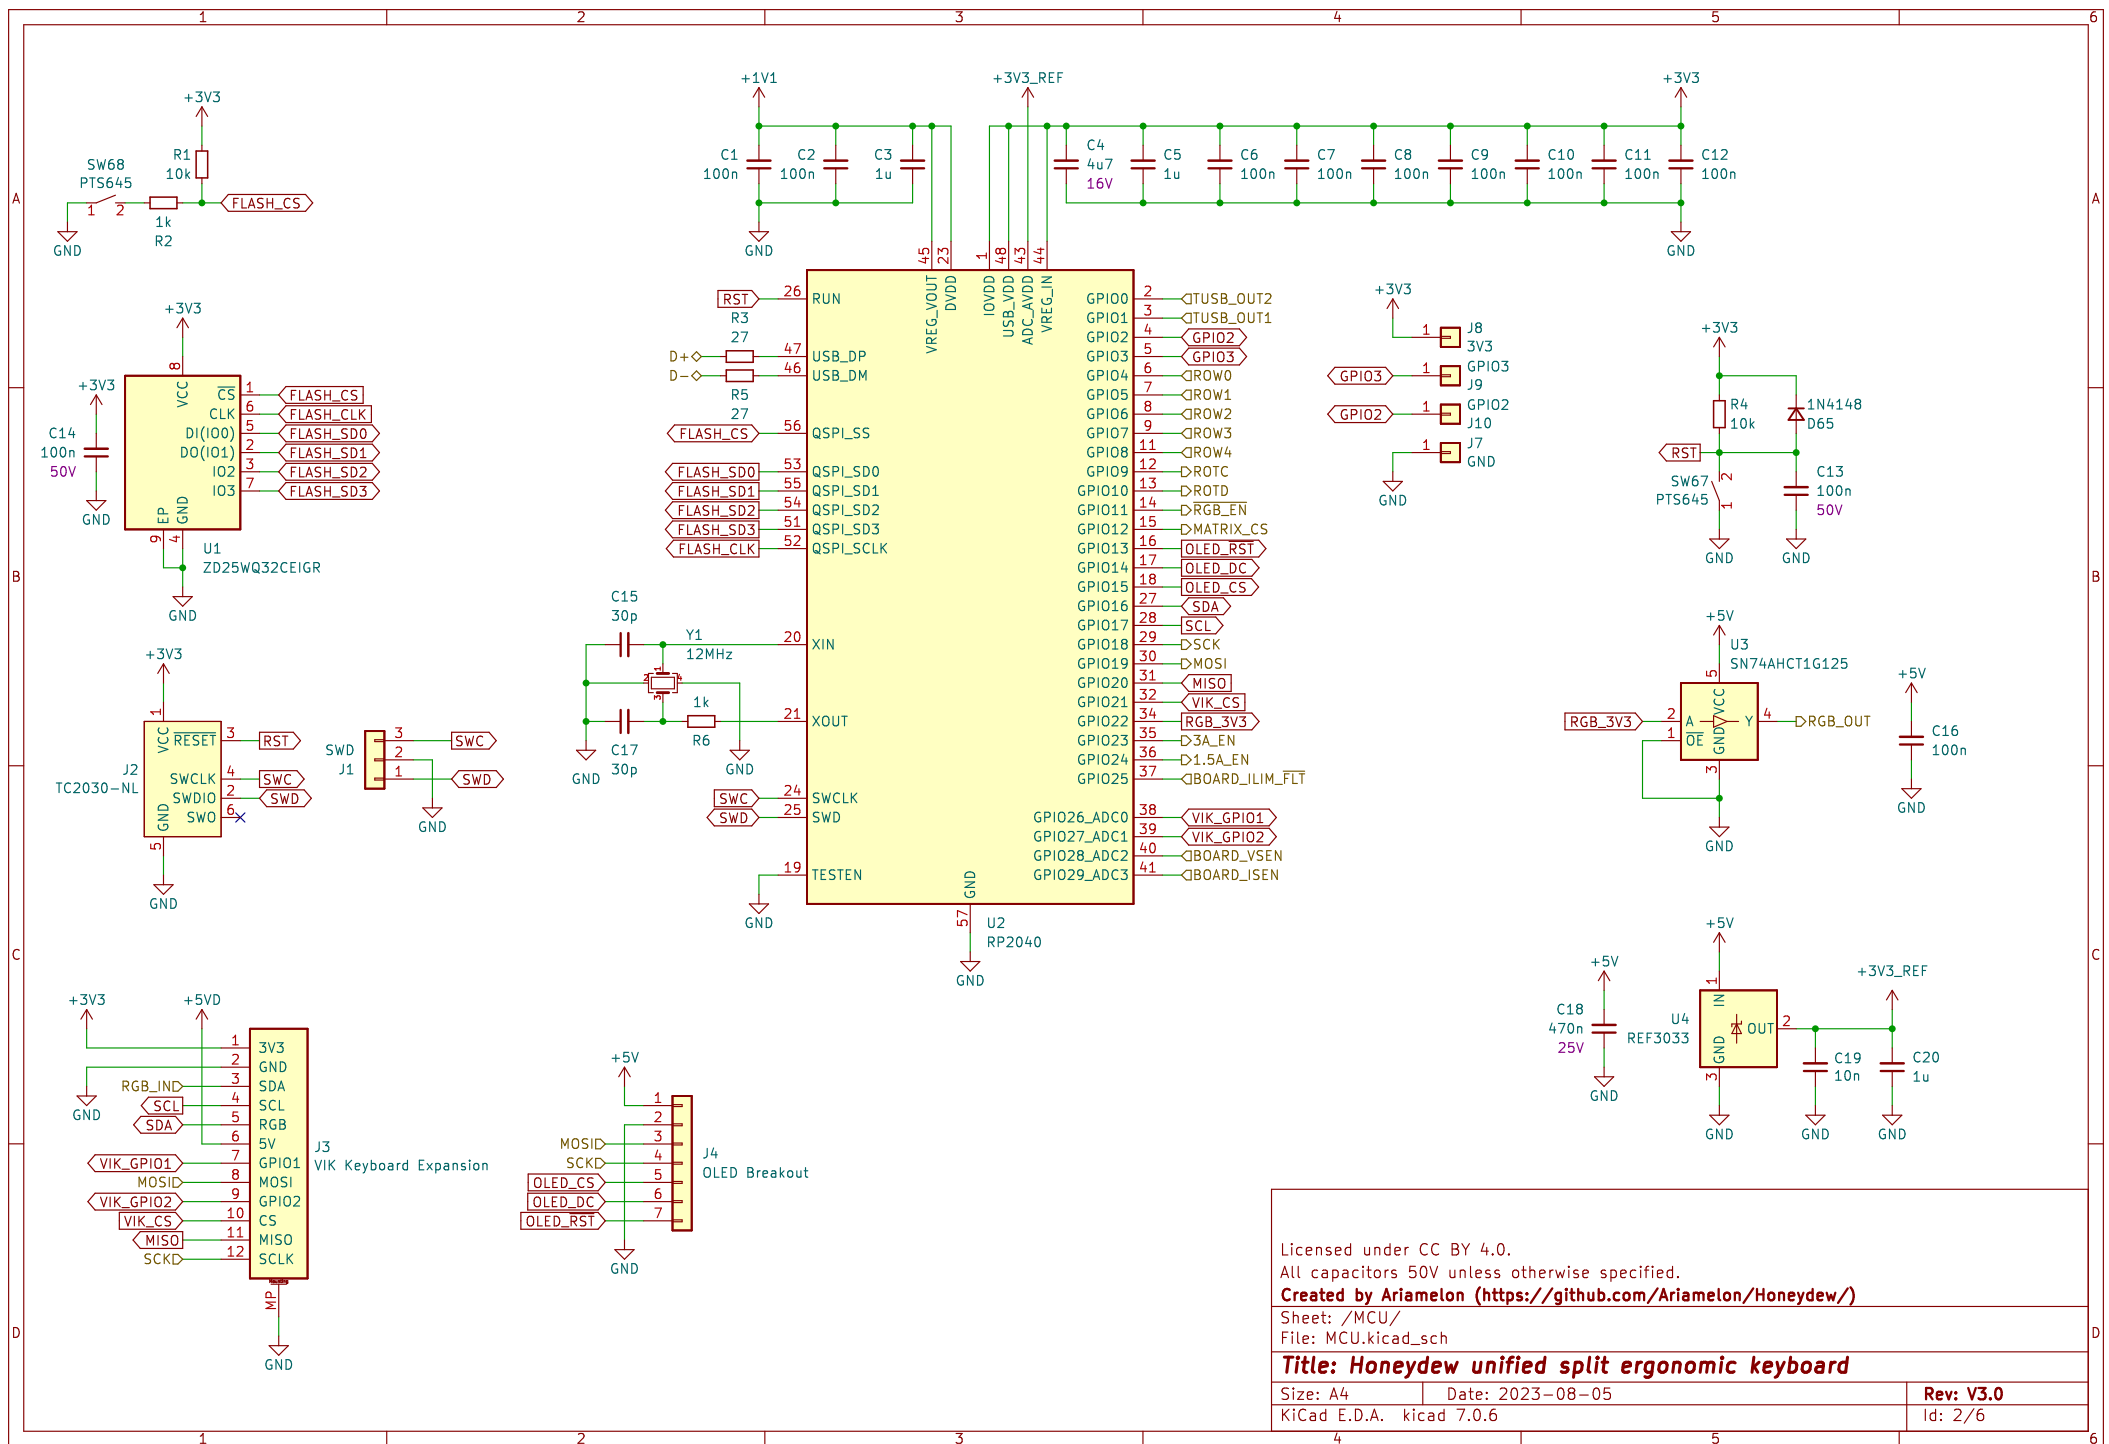 1 2 3 4 5 6
A
B
C
D
A
B
C
D
1 2 3 4 5 6
+3V3
R1
10k
SW68
PTS645
1 2
1k
R2
FLASH_CS
GND
+3V3
8
VCC
CS 1 FLASH_CS
CLK 6 FLASH_CLK
DI(IO0) 5 FLASH_SD0
DO(IO1) 2 FLASH_SD1
IO2 3 FLASH_SD2
IO3 7 FLASH_SD3
EP
GND
9
4
U1
ZD25WQ32CEIGR
GND
+3V3
C14
100n
50V
GND
+3V3
1
VCC
RESET 3 RST
SWCLK 4 SWC
SWDIO 2 SWD
SWO 6
GND
5
J2
TC2030-NL
GND
SWD
J1
3 SWC
2
1 SWD
GND
+3V3
+5VD
GND
1 3V3
2 GND
RGB_IN 3 SDA
SCL 4 SCL
SDA 5 RGB
6 5V
VIK_GPIO1 7 GPIO1
MOSI 8 MOSI
VIK_GPIO2 9 GPIO2
VIK_CS 10 CS
MISO 11 MISO
SCK 12 SCLK
MP
GND
J3
VIK Keyboard Expansion
+5V
1
2
MOSI 3
SCK 4
OLED_CS 5
OLED_DC 6
OLED_RST 7
J4
OLED Breakout
GND
+1V1
C1
100n
C2
100n
C3
1u
GND
+3V3_REF
+3V3
C4
4u7
16V
C5
1u
C6
100n
C7
100n
C8
100n
C9
100n
C10
100n
C11
100n
C12
100n
GND
45 23 1 48 43 44
VREG_VOUT
DVDD
IOVDD
USB_VDD
ADC_AVDD
VREG_IN
RST 26 RUN
R3
27
D+ 47 USB_DP
D- 46 USB_DM
R5
27
FLASH_CS 56 QSPI_SS
FLASH_SD0 53 QSPI_SD0
FLASH_SD1 55 QSPI_SD1
FLASH_SD2 54 QSPI_SD2
FLASH_SD3 51 QSPI_SD3
FLASH_CLK 52 QSPI_SCLK
C15
30p
Y1
12MHz
1
2
4
3
20 XIN
1k
R6
21 XOUT
C17
30p
GND
GND
SWC 24 SWCLK
SWD 25 SWD
19 TESTEN
GND
GND
57
U2
RP2040
GND
GPIO0 2 TUSB_OUT2
GPIO1 3 TUSB_OUT1
GPIO2 4 GPIO2
GPIO3 5 GPIO3
GPIO4 6 ROW0
GPIO5 7 ROW1
GPIO6 8 ROW2
GPIO7 9 ROW3
GPIO8 11 ROW4
GPIO9 12 ROTC
GPIO10 13 ROTD
GPIO11 14 RGB_EN
GPIO12 15 MATRIX_CS
GPIO13 16 OLED_RST
GPIO14 17 OLED_DC
GPIO15 18 OLED_CS
GPIO16 27 SDA
GPIO17 28 SCL
GPIO18 29 SCK
GPIO19 30 MOSI
GPIO20 31 MISO
GPIO21 32 VIK_CS
GPIO22 34 RGB_3V3
GPIO23 35 3A_EN
GPIO24 36 1.5A_EN
GPIO25 37 BOARD_ILIM_FLT
GPIO26_ADC0 38 VIK_GPIO1
GPIO27_ADC1 39 VIK_GPIO2
GPIO28_ADC2 40 BOARD_VSEN
GPIO29_ADC3 41 BOARD_ISEN
+3V3
1 J8
3V3
GPIO3 1 GPIO3
J9
GPIO2 1 GPIO2
J10
1 J7
GND
GND
+3V3
R4
10k
1N4148
D65
RST
SW67
PTS645
2
1
C13
100n
50V
GND
GND
+5V
U3
SN74AHCT1G125
5
VCC
RGB_3V3 2 A Y 4 RGB_OUT
1 OE
GND
3
GND
+5V
C16
100n
GND
+5V
1
IN
U4
REF3033
OUT 2
GND
3
GND
+5V
C18
470n
25V
GND
+3V3_REF
C19
10n
C20
1u
GND
GND
Licensed under CC BY 4.0.
All capacitors 50V unless otherwise specified.
Created by Ariamelon (https://github.com/Ariamelon/Honeydew/)
Sheet: /MCU/
File: MCU.kicad_sch
Title: Honeydew unified split ergonomic keyboard
Size: A4 Date: 2023-08-05 Rev: V3.0
KiCad E.D.A. kicad 7.0.6 Id: 2/6